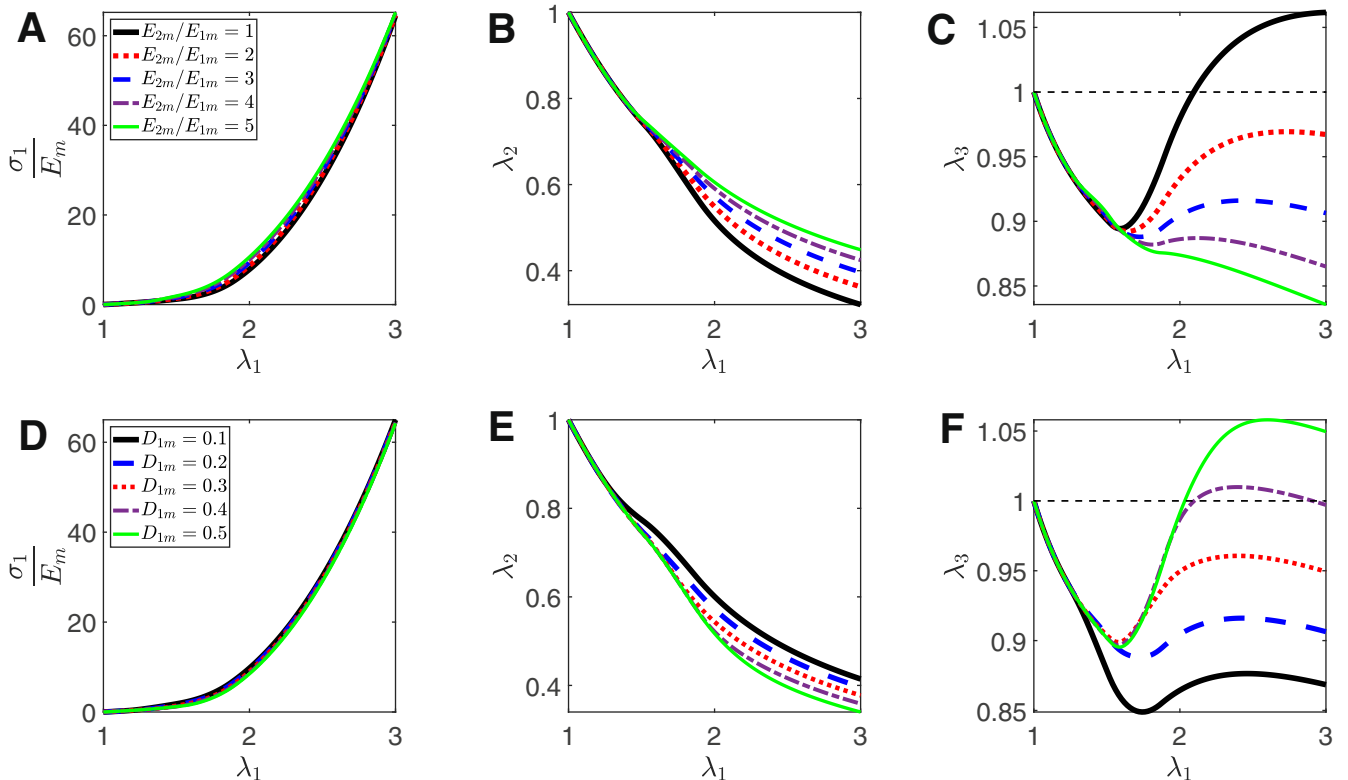 A
60
40
20
0
1
2
3
σ₁/Eₘ
λ₁
E₂ₘ/E₁ₘ = 1
E₂ₘ/E₁ₘ = 2
E₂ₘ/E₁ₘ = 3
E₂ₘ/E₁ₘ = 4
E₂ₘ/E₁ₘ = 5
B
1
0.8
0.6
0.4
1
2
3
λ₂
λ₁
C
1.05
1
0.95
0.9
0.85
1
2
3
λ₃
λ₁
D
60
40
20
0
1
2
3
σ₁/Eₘ
λ₁
D₁ₘ = 0.1
D₁ₘ = 0.2
D₁ₘ = 0.3
D₁ₘ = 0.4
D₁ₘ = 0.5
E
1
0.8
0.6
0.4
1
2
3
λ₂
λ₁
F
1.05
1
0.95
0.9
0.85
1
2
3
λ₃
λ₁